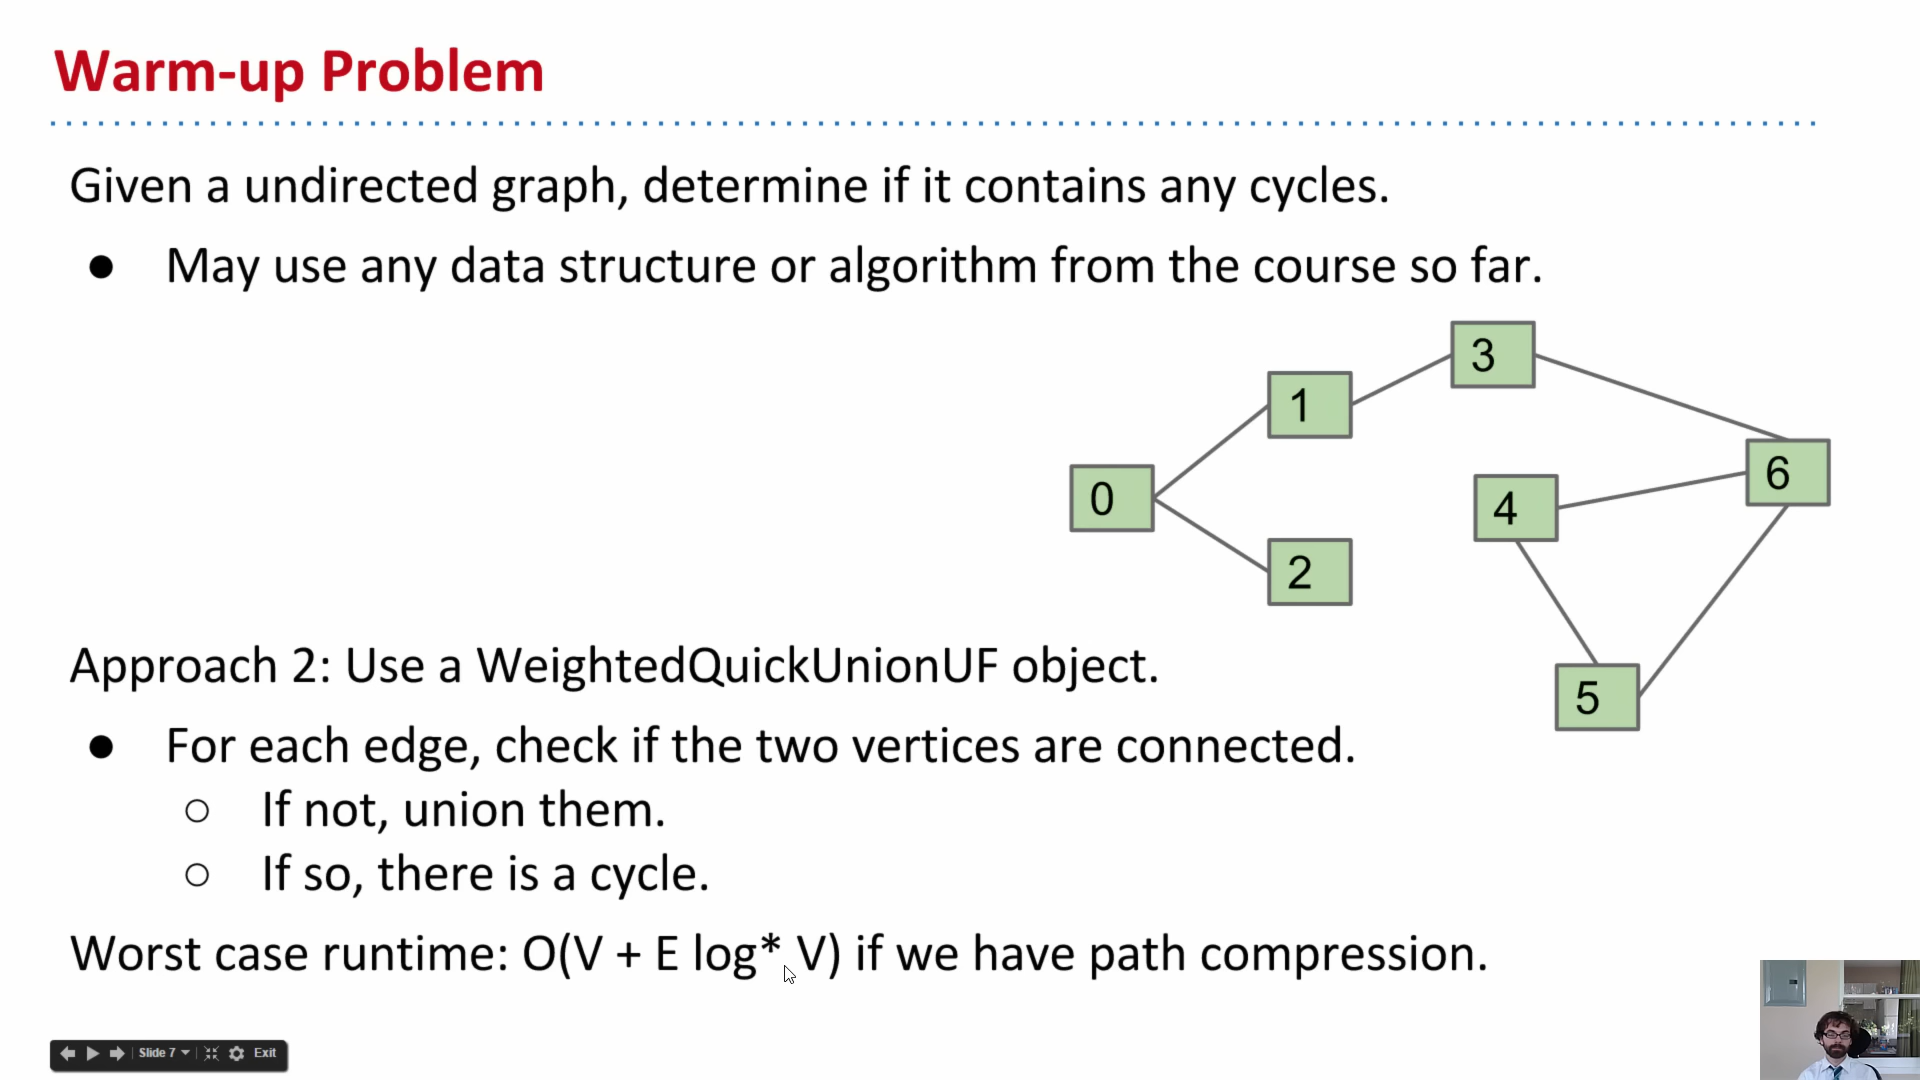 Warm-up Problem
Given a undirected graph, determine if it contains any cycles.
● May use any data structure or algorithm from the course so far.
3
1
6
0
4
2
5
Approach 2: Use a WeightedQuickUnionUF object.
● For each edge, check if the two vertices are connected.
○ If not, union them.
○ If so, there is a cycle.
Worst case runtime: O(V + E log* V) if we have path compression.
Slide 7 Exit